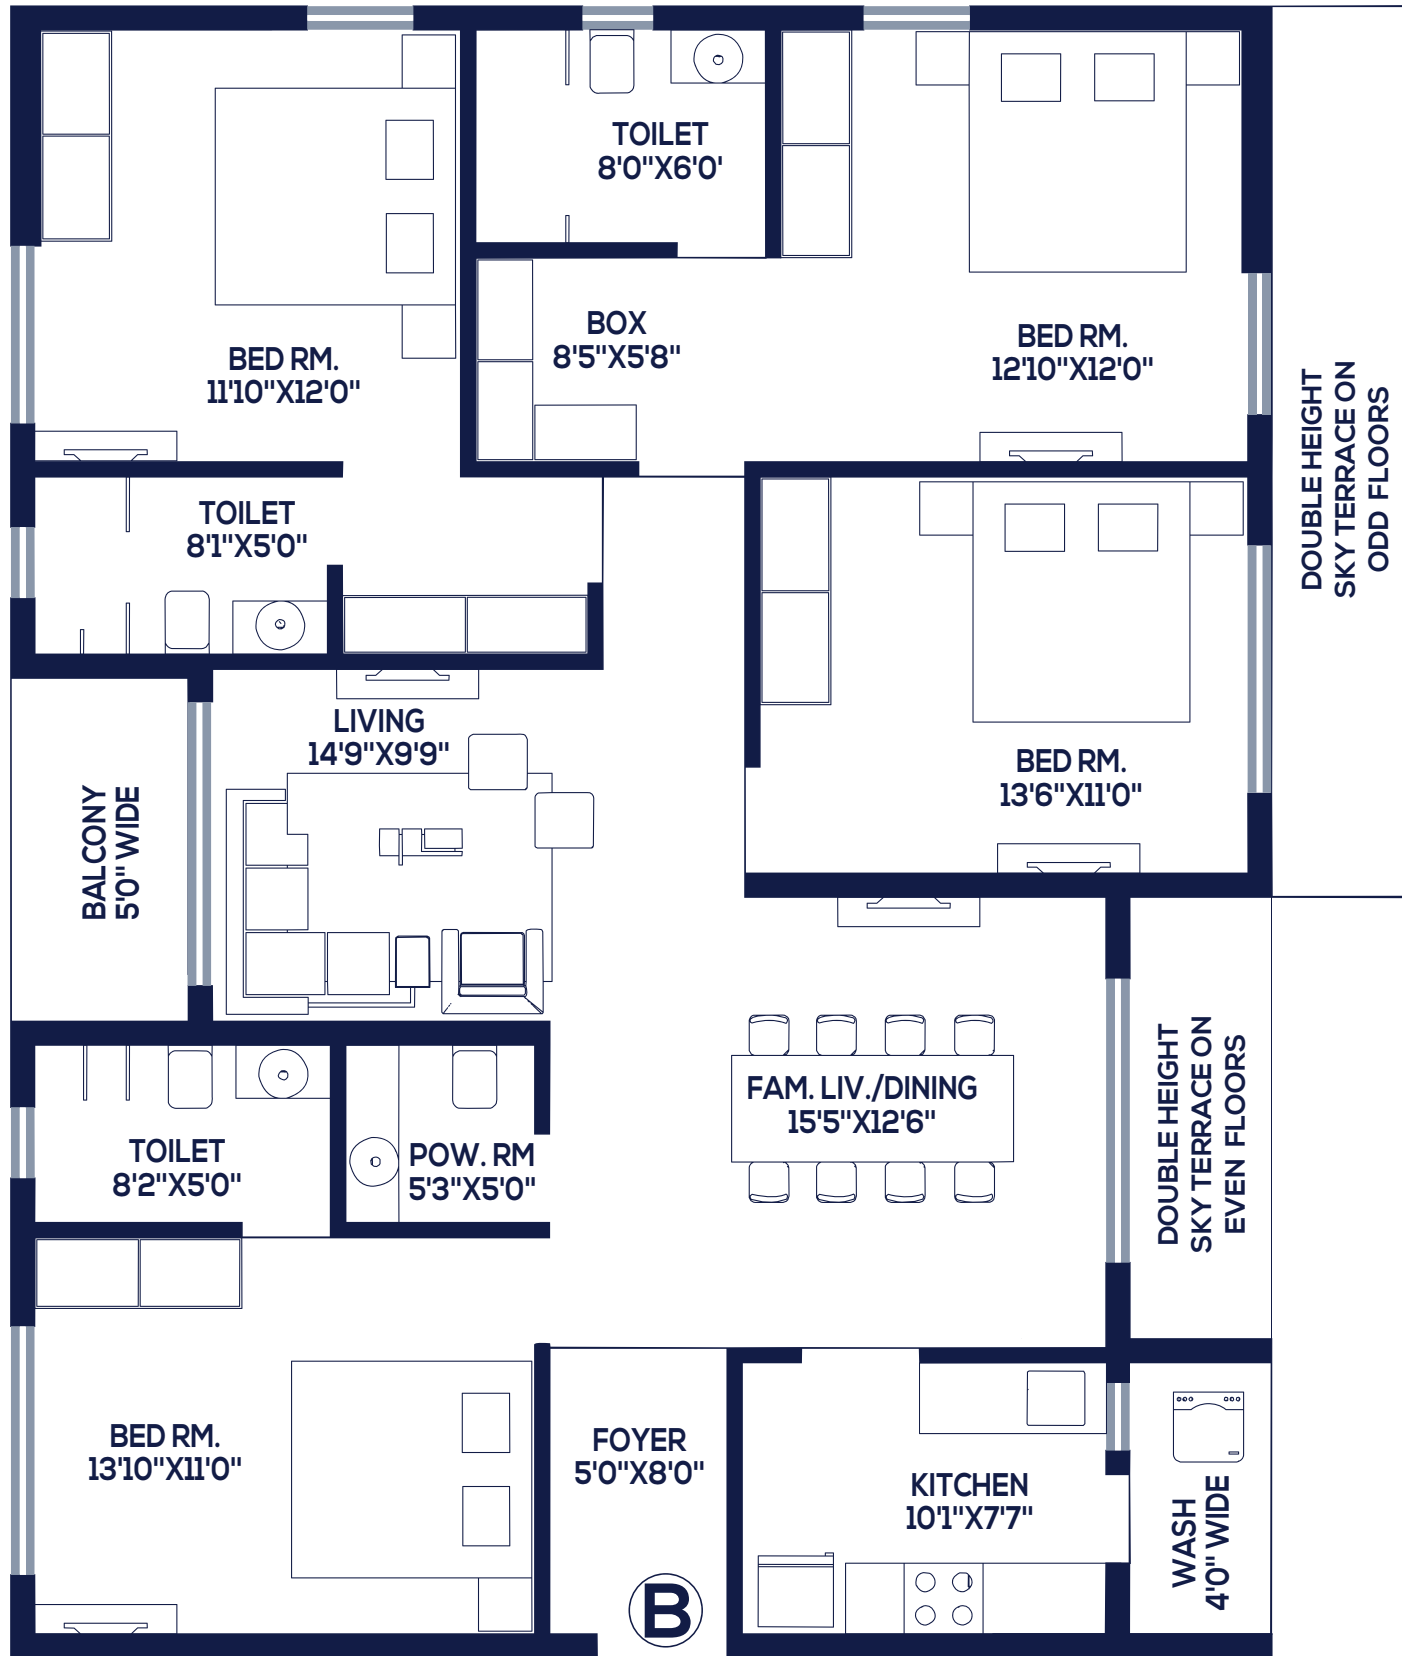 TOILET
8'0"X6'0'
BOX
8'5"X5'8"
BED RM.
12'10"X12'0"
BED RM.
11'10"X12'0"
DOUBLE HEIGHT
SKY TERRACE ON
ODD FLOORS
TOILET
8'1"X5'0"
LIVING
14'9"X9'9"
BED RM.
13'6"X11'0"
BALCONY
5'0" WIDE
FAM. LIV./DINING
15'5"X12'6"
DOUBLE HEIGHT
SKY TERRACE ON
EVEN FLOORS
TOILET
8'2"X5'0"
POW. RM
5'3"X5'0"
BED RM.
13'10"X11'0"
FOYER
5'0"X8'0"
KITCHEN
10'1"X7'7"
WASH
4'0" WIDE
B